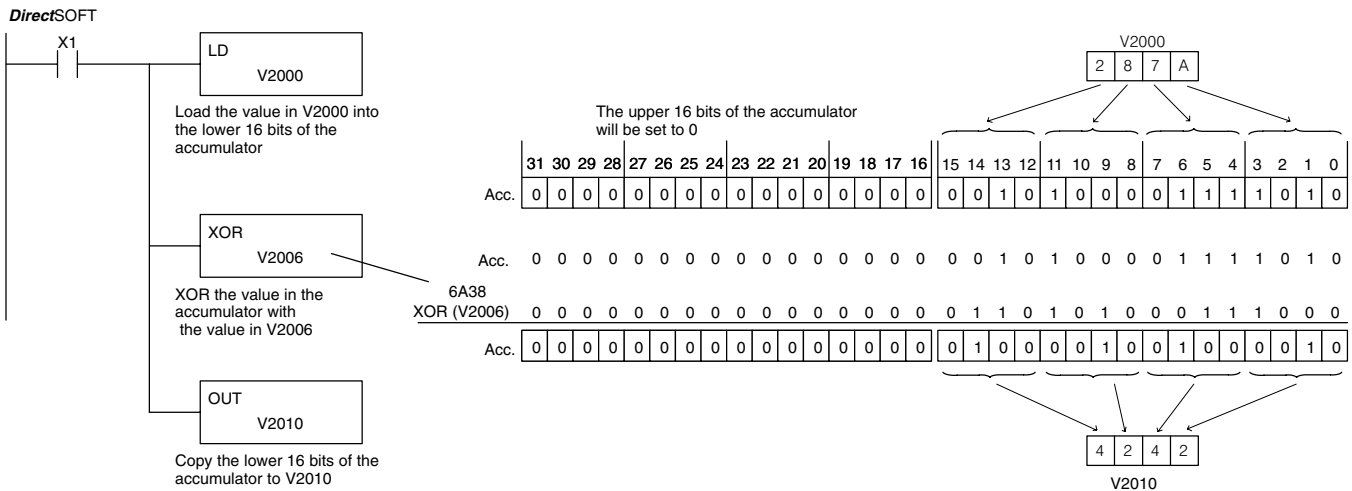 DirectSOFT
X1
LD
V2000
Load the value in V2000 into
the lower 16 bits of the
accumulator
V2000
2 8 7 A
The upper 16 bits of the accumulator
will be set to 0
31 30 29 28 27 26 25 24 23 22 21 20 19 18 17 16 15 14 13 12 11 10 9 8 7 6 5 4 3 2 1 0
Acc. 0 0 0 0 0 0 0 0 0 0 0 0 0 0 0 0 0 0 1 0 1 0 0 0 0 1 1 1 1 0 1 0
XOR
V2006
XOR the value in the
accumulator with
the value in V2006
Acc. 0 0 0 0 0 0 0 0 0 0 0 0 0 0 0 0 0 0 1 0 1 0 0 0 0 1 1 1 1 0 1 0
6A38
XOR (V2006) 0 0 0 0 0 0 0 0 0 0 0 0 0 0 0 0 0 1 1 0 1 0 1 0 0 0 1 1 1 0 0 0
Acc. 0 0 0 0 0 0 0 0 0 0 0 0 0 0 0 0 0 1 0 0 0 0 1 0 0 1 0 0 0 0 1 0
OUT
V2010
Copy the lower 16 bits of the
accumulator to V2010
4 2 4 2
V2010